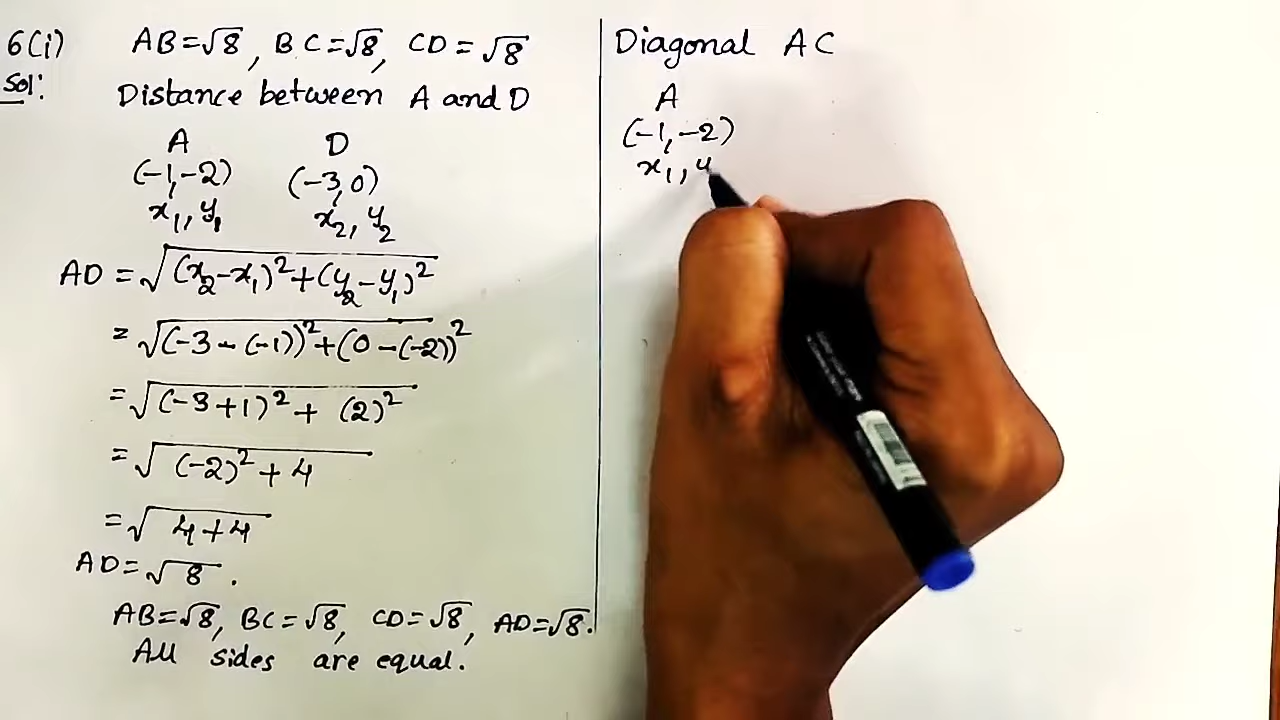 6(i) AB=√8, BC=√8, CD=√8
Sol: Distance between A and D
A D
(-1,-2) (-3,0)
x₁, y₁ x₂, y₂
AD = √(x₂-x₁)²+(y₂-y₁)²
= √(-3-(-1))²+(0-(-2))²
= √(-3+1)²+ (2)²
= √(-2)²+4
= √4+4
AD = √8.
AB=√8, BC=√8, CD=√8, AD=√8.
All sides are equal.
Diagonal AC
A
(-1,-2)
x₁, y